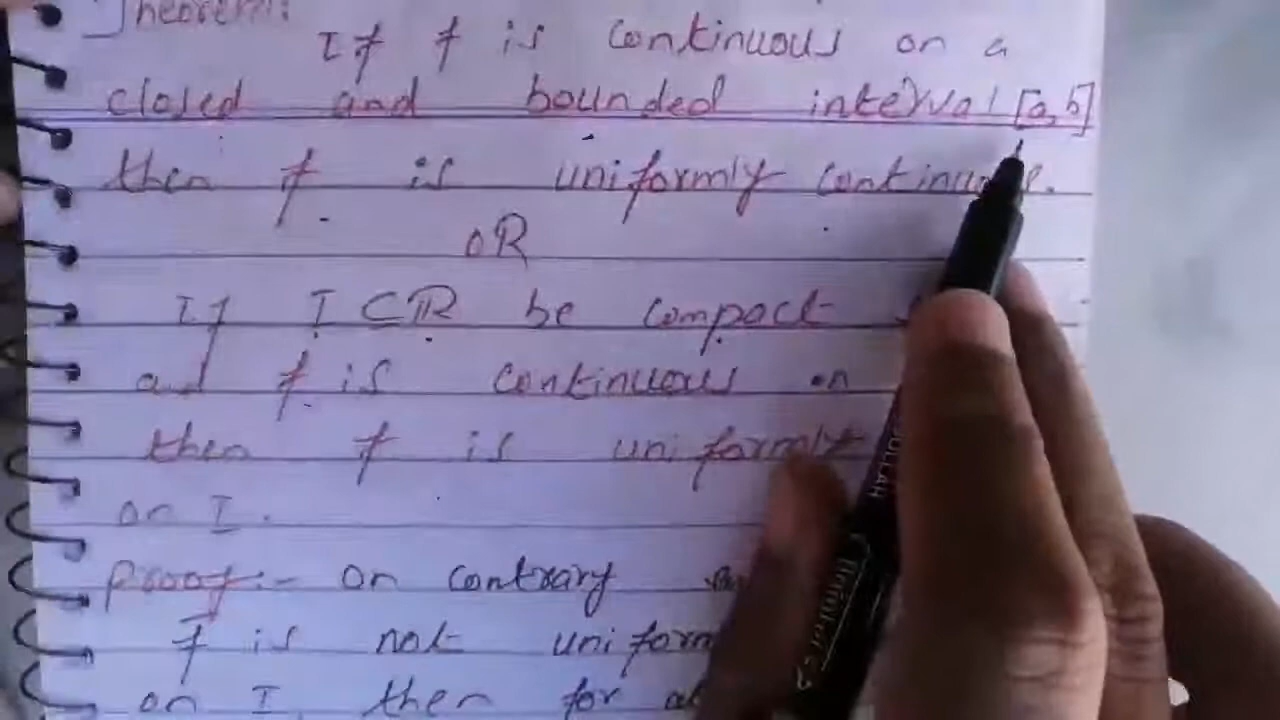 Theorem:
If f is continuous on a
closed and bounded interval [a, b]
then f is uniformly continuous.
OR
If I ⊂ ℝ be compact
and f is continuous on
then f is uniformly
on I.
Proof:- On contrary
f is not uniform
on I, then for